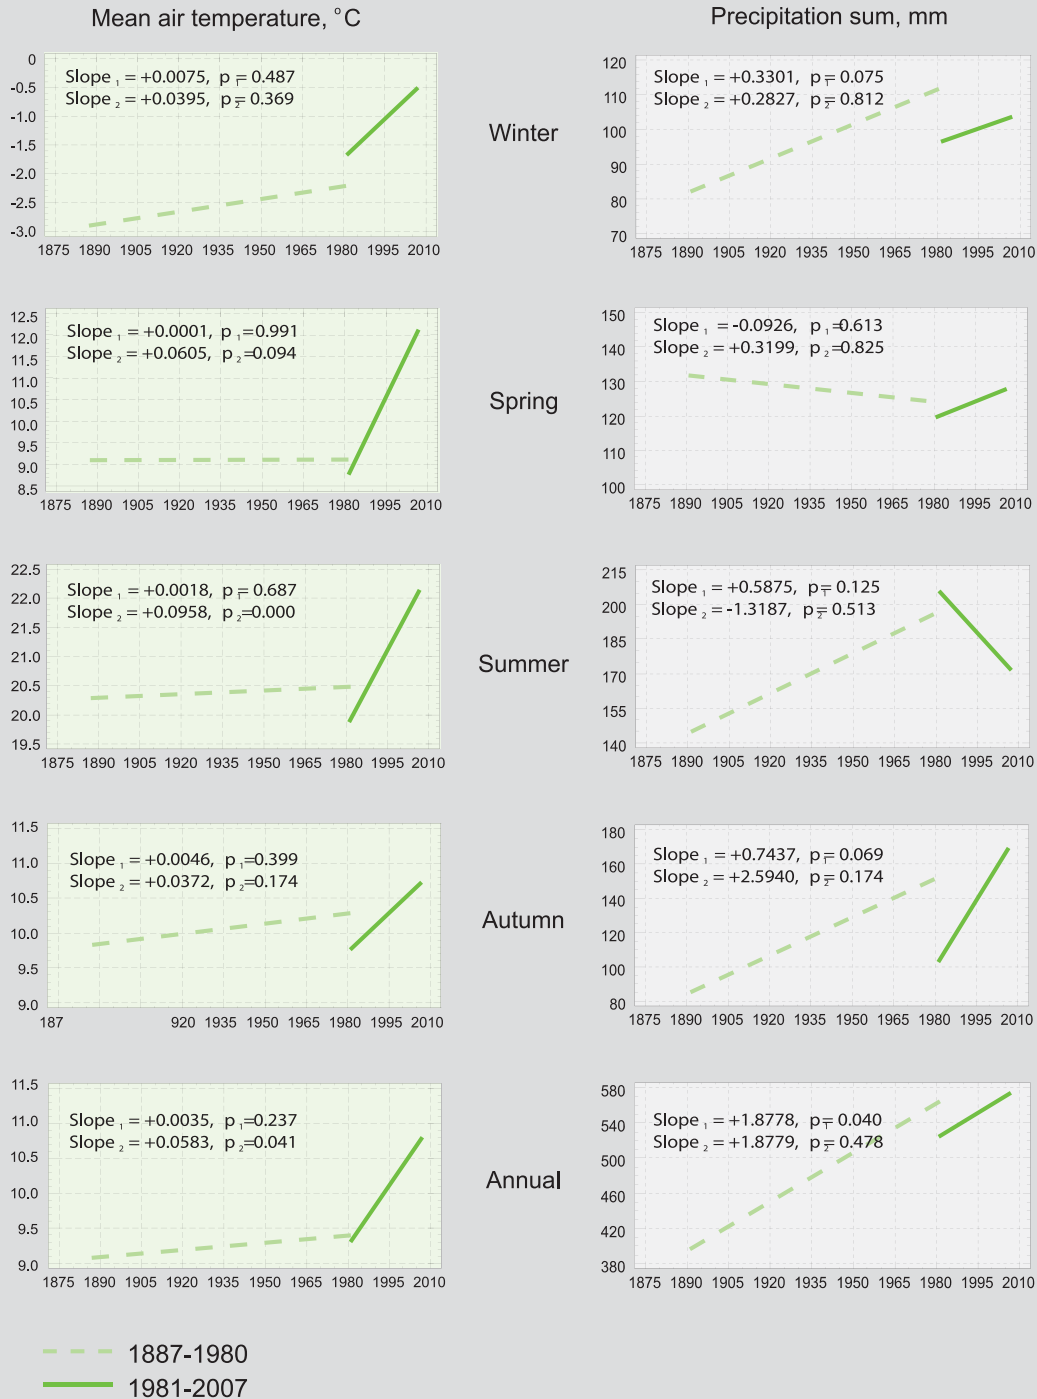 Mean air temperature, °C
Precipitation sum, mm
0
-0.5
-1.0
-1.5
-2.0
-2.5
-3.0
Slope 1 = +0.0075, p 1= 0.487
Slope 2 = +0.0395, p 2= 0.369
1875 1890 1905 1920 1935 1950 1965 1980 1995 2010
Winter
120
110
100
90
80
70
Slope 1 = +0.3301, p 1= 0.075
Slope 2 = +0.2827, p 2= 0.812
1875 1890 1905 1920 1935 1950 1965 1980 1995 2010
12.5
12.0
11.5
11.0
10.5
10.0
9.5
9.0
8.5
Slope 1 = +0.0001, p 1=0.991
Slope 2 = +0.0605, p 2=0.094
1875 1890 1905 1920 1935 1950 1965 1980 1995 2010
Spring
150
140
130
120
110
100
Slope 1 = -0.0926, p 1=0.613
Slope 2 = +0.3199, p 2=0.825
1875 1890 1905 1920 1935 1950 1965 1980 1995 2010
22.5
22.0
21.5
21.0
20.5
20.0
19.5
Slope 1 = +0.0018, p 1= 0.687
Slope 2 = +0.0958, p 2=0.000
1875 1890 1905 1920 1935 1950 1965 1980 1995 2010
Summer
215
200
185
170
155
140
Slope 1 = +0.5875, p 1= 0.125
Slope 2 = -1.3187, p 2= 0.513
1875 1890 1905 1920 1935 1950 1965 1980 1995 2010
11.5
11.0
10.5
10.0
9.5
9.0
Slope 1 = +0.0046, p 1=0.399
Slope 2 = +0.0372, p 2=0.174
187 920 1935 1950 1965 1980 1995 2010
Autumn
180
160
140
120
100
80
Slope 1 = +0.7437, p 1= 0.069
Slope 2 = +2.5940, p 2= 0.174
1875 1890 1905 1920 1935 1950 1965 1980 1995 2010
11.5
11.0
10.5
10.0
9.5
9.0
Slope 1 = +0.0035, p 1=0.237
Slope 2 = +0.0583, p 2=0.041
1875 1890 1905 1920 1935 1950 1965 1980 1995 2010
Annual
580
540
500
460
420
380
Slope 1 = +1.8778, p 1= 0.040
Slope 2 = +1.8779, p 2= 0.478
1875 1890 1905 1920 1935 1950 1965 1980 1995 2010
1887-1980
1981-2007